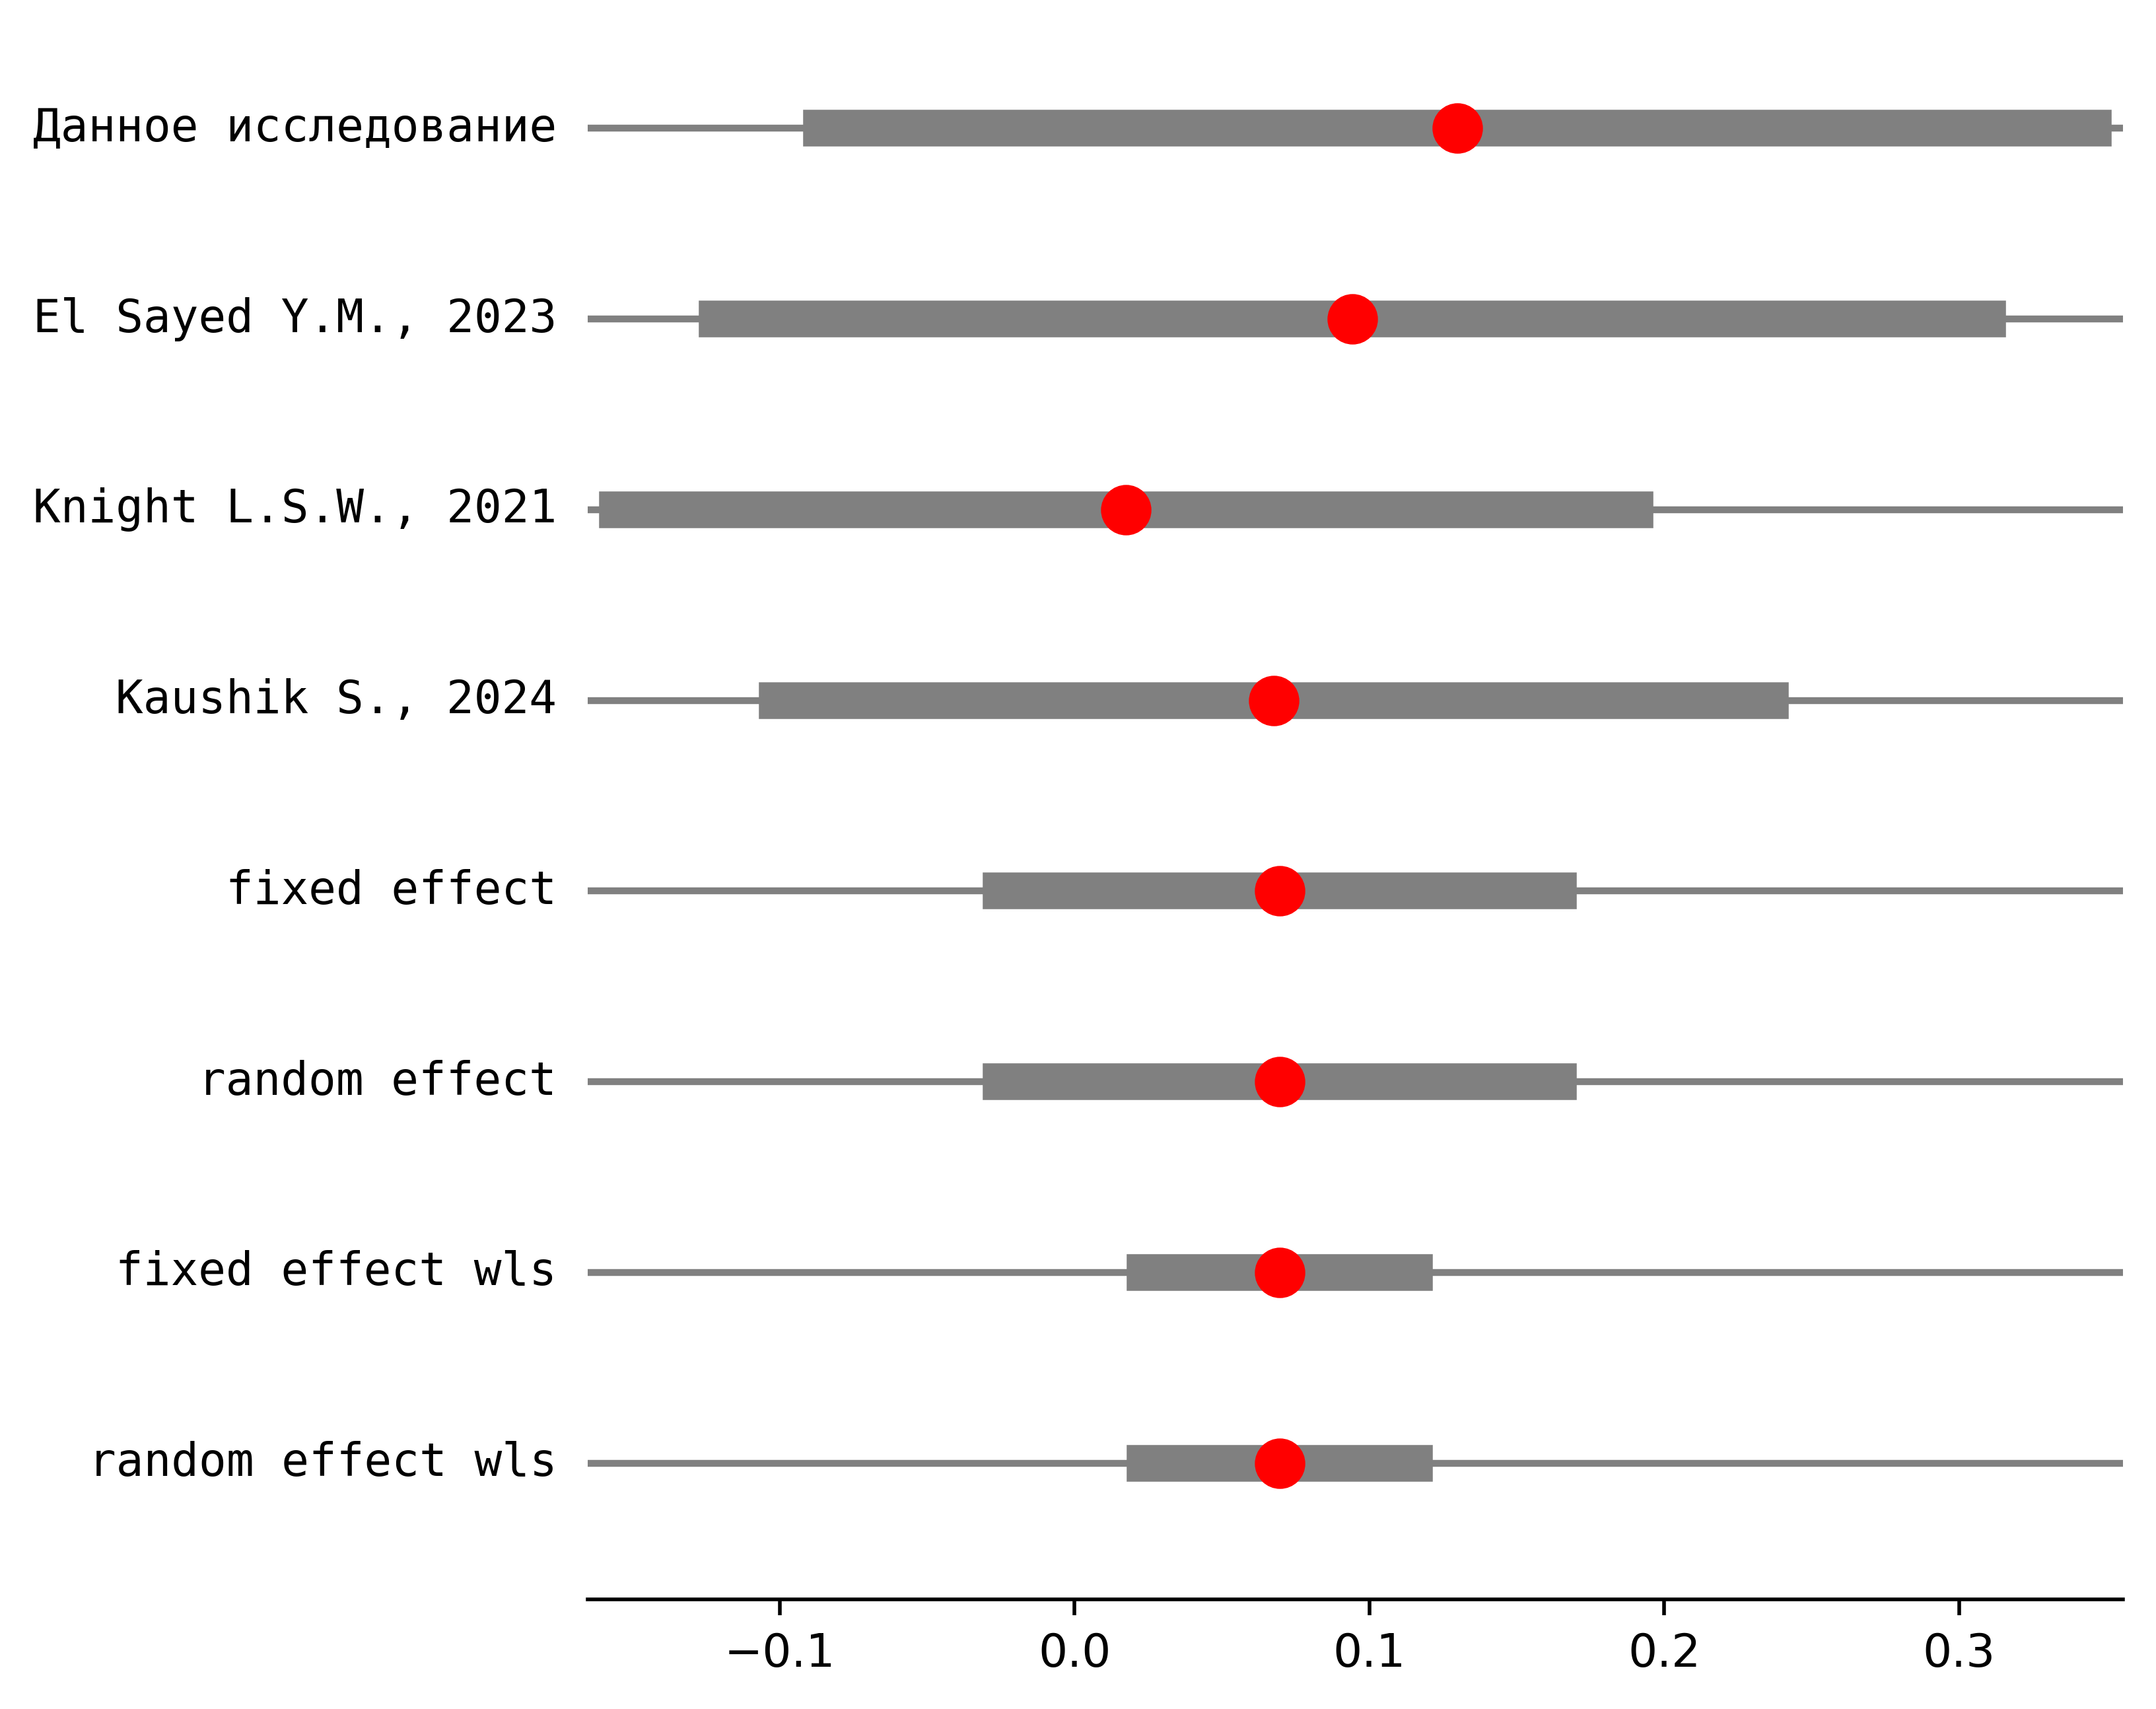 Данное исследование
El Sayed Y.M., 2023
Knight L.S.W., 2021
Kaushik S., 2024
fixed effect
random effect
fixed effect wls
random effect wls
−0.1 0.0 0.1 0.2 0.3